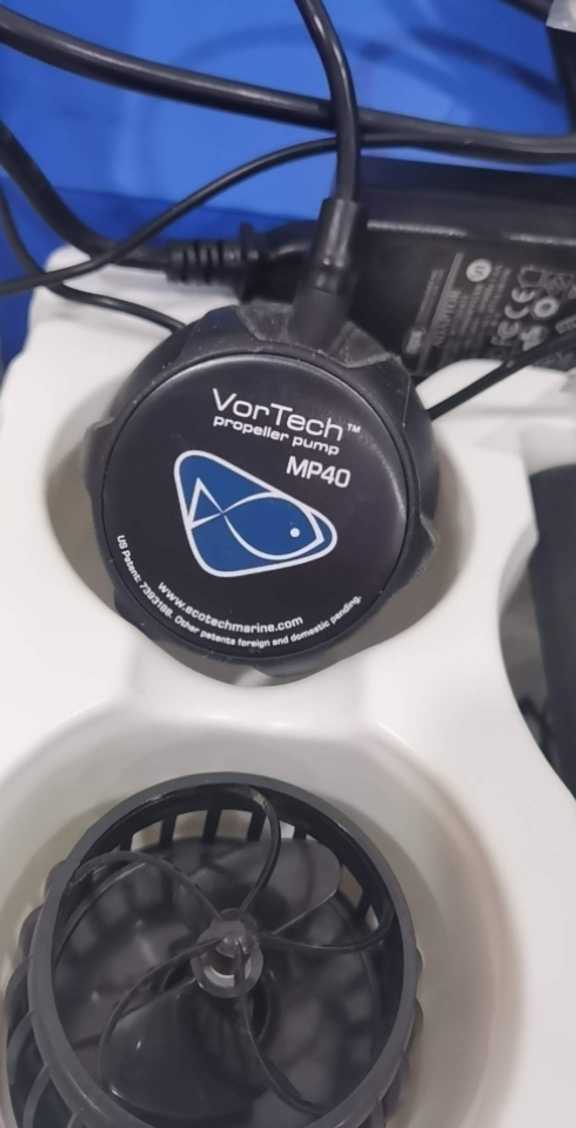 VorTech™
propeller pump
MP40
www.ecotechmarine.com
US Patent: 7393188. Other patents foreign and domestic pending.